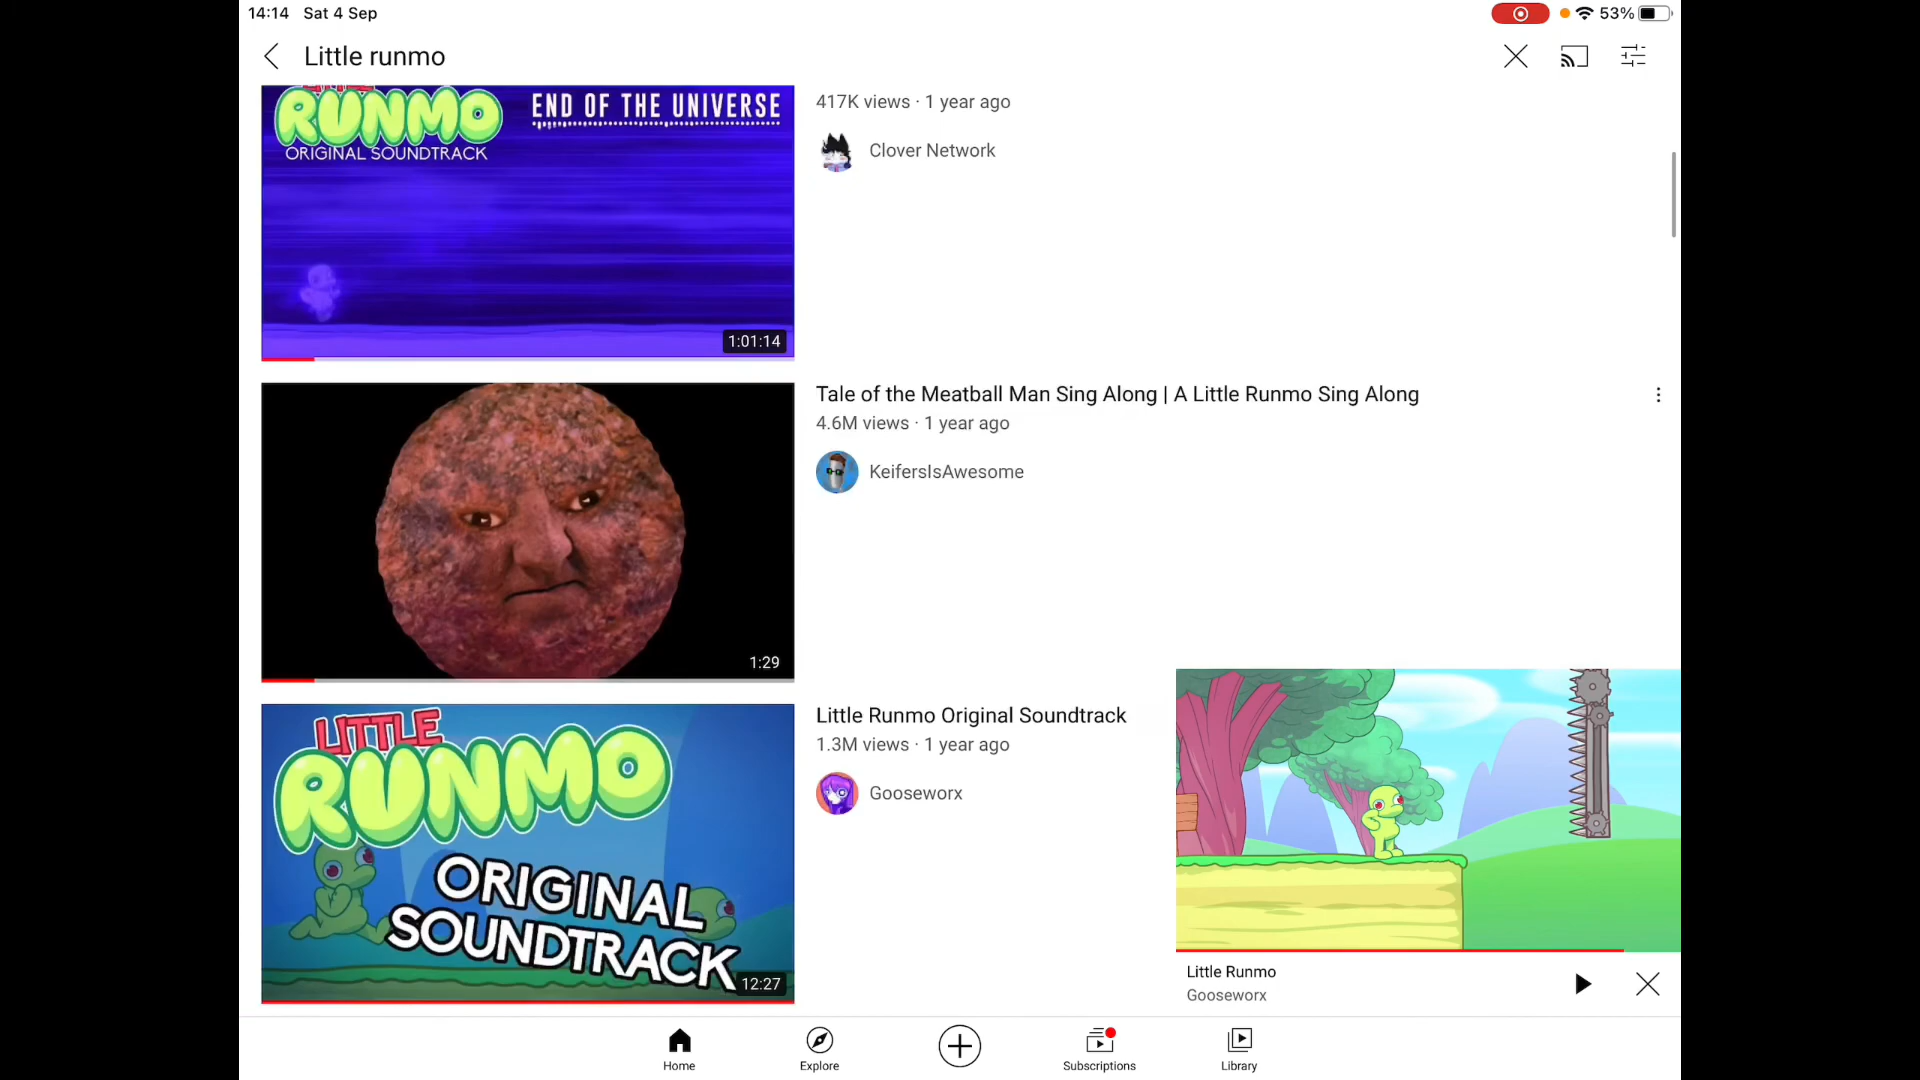 14:14 Sat 4 Sep
53%
Little runmo
RUNMO
ORIGINAL SOUNDTRACK
END OF THE UNIVERSE
1:01:14
417K views · 1 year ago
Clover Network
1:29
Tale of the Meatball Man Sing Along | A Little Runmo Sing Along
4.6M views · 1 year ago
KeifersIsAwesome
LITTLE
RUNMO
ORIGINAL
SOUNDTRACK
12:27
Little Runmo Original Soundtrack
1.3M views · 1 year ago
Gooseworx
Little Runmo
Gooseworx
Home
Explore
Subscriptions
Library